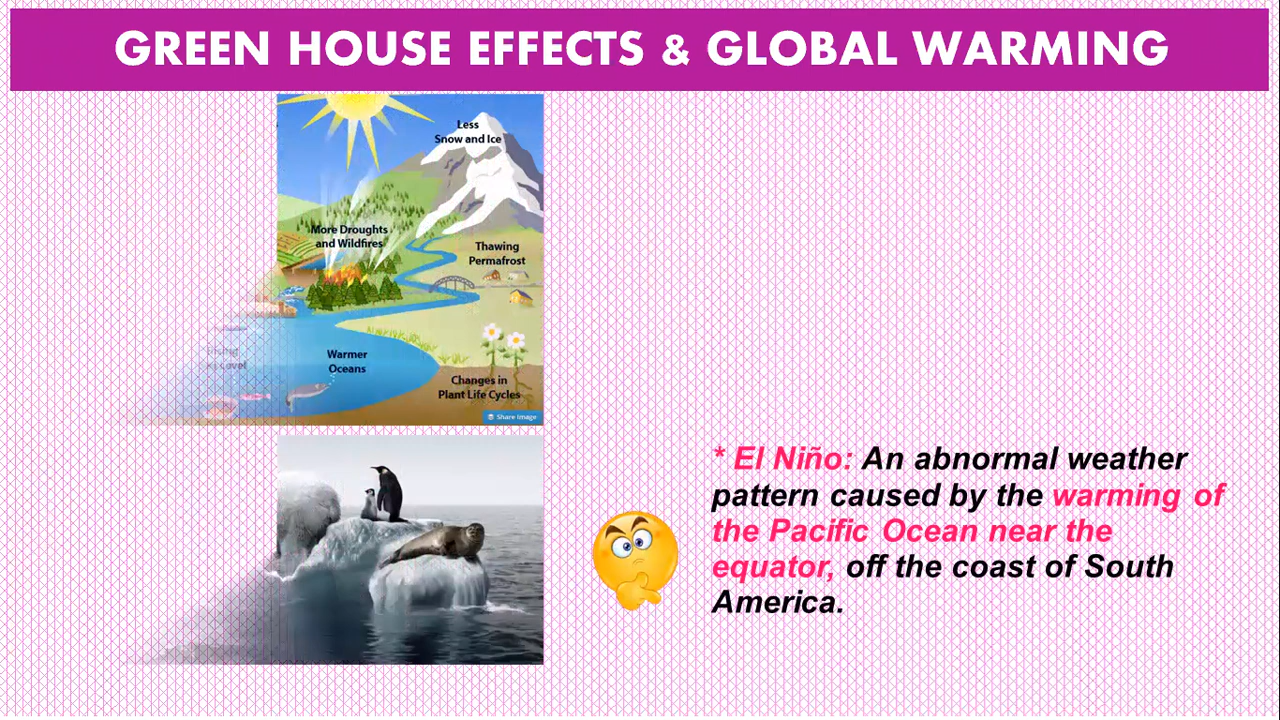 GREEN HOUSE EFFECTS & GLOBAL WARMING
Less
Snow and Ice
More Droughts
and Wildfires
Thawing
Permafrost
Rising
Level
Warmer
Oceans
Changes in
Plant Life Cycles
Share Image
* El Niño: An abnormal weather
pattern caused by the warming of
the Pacific Ocean near the
equator, off the coast of South
America.